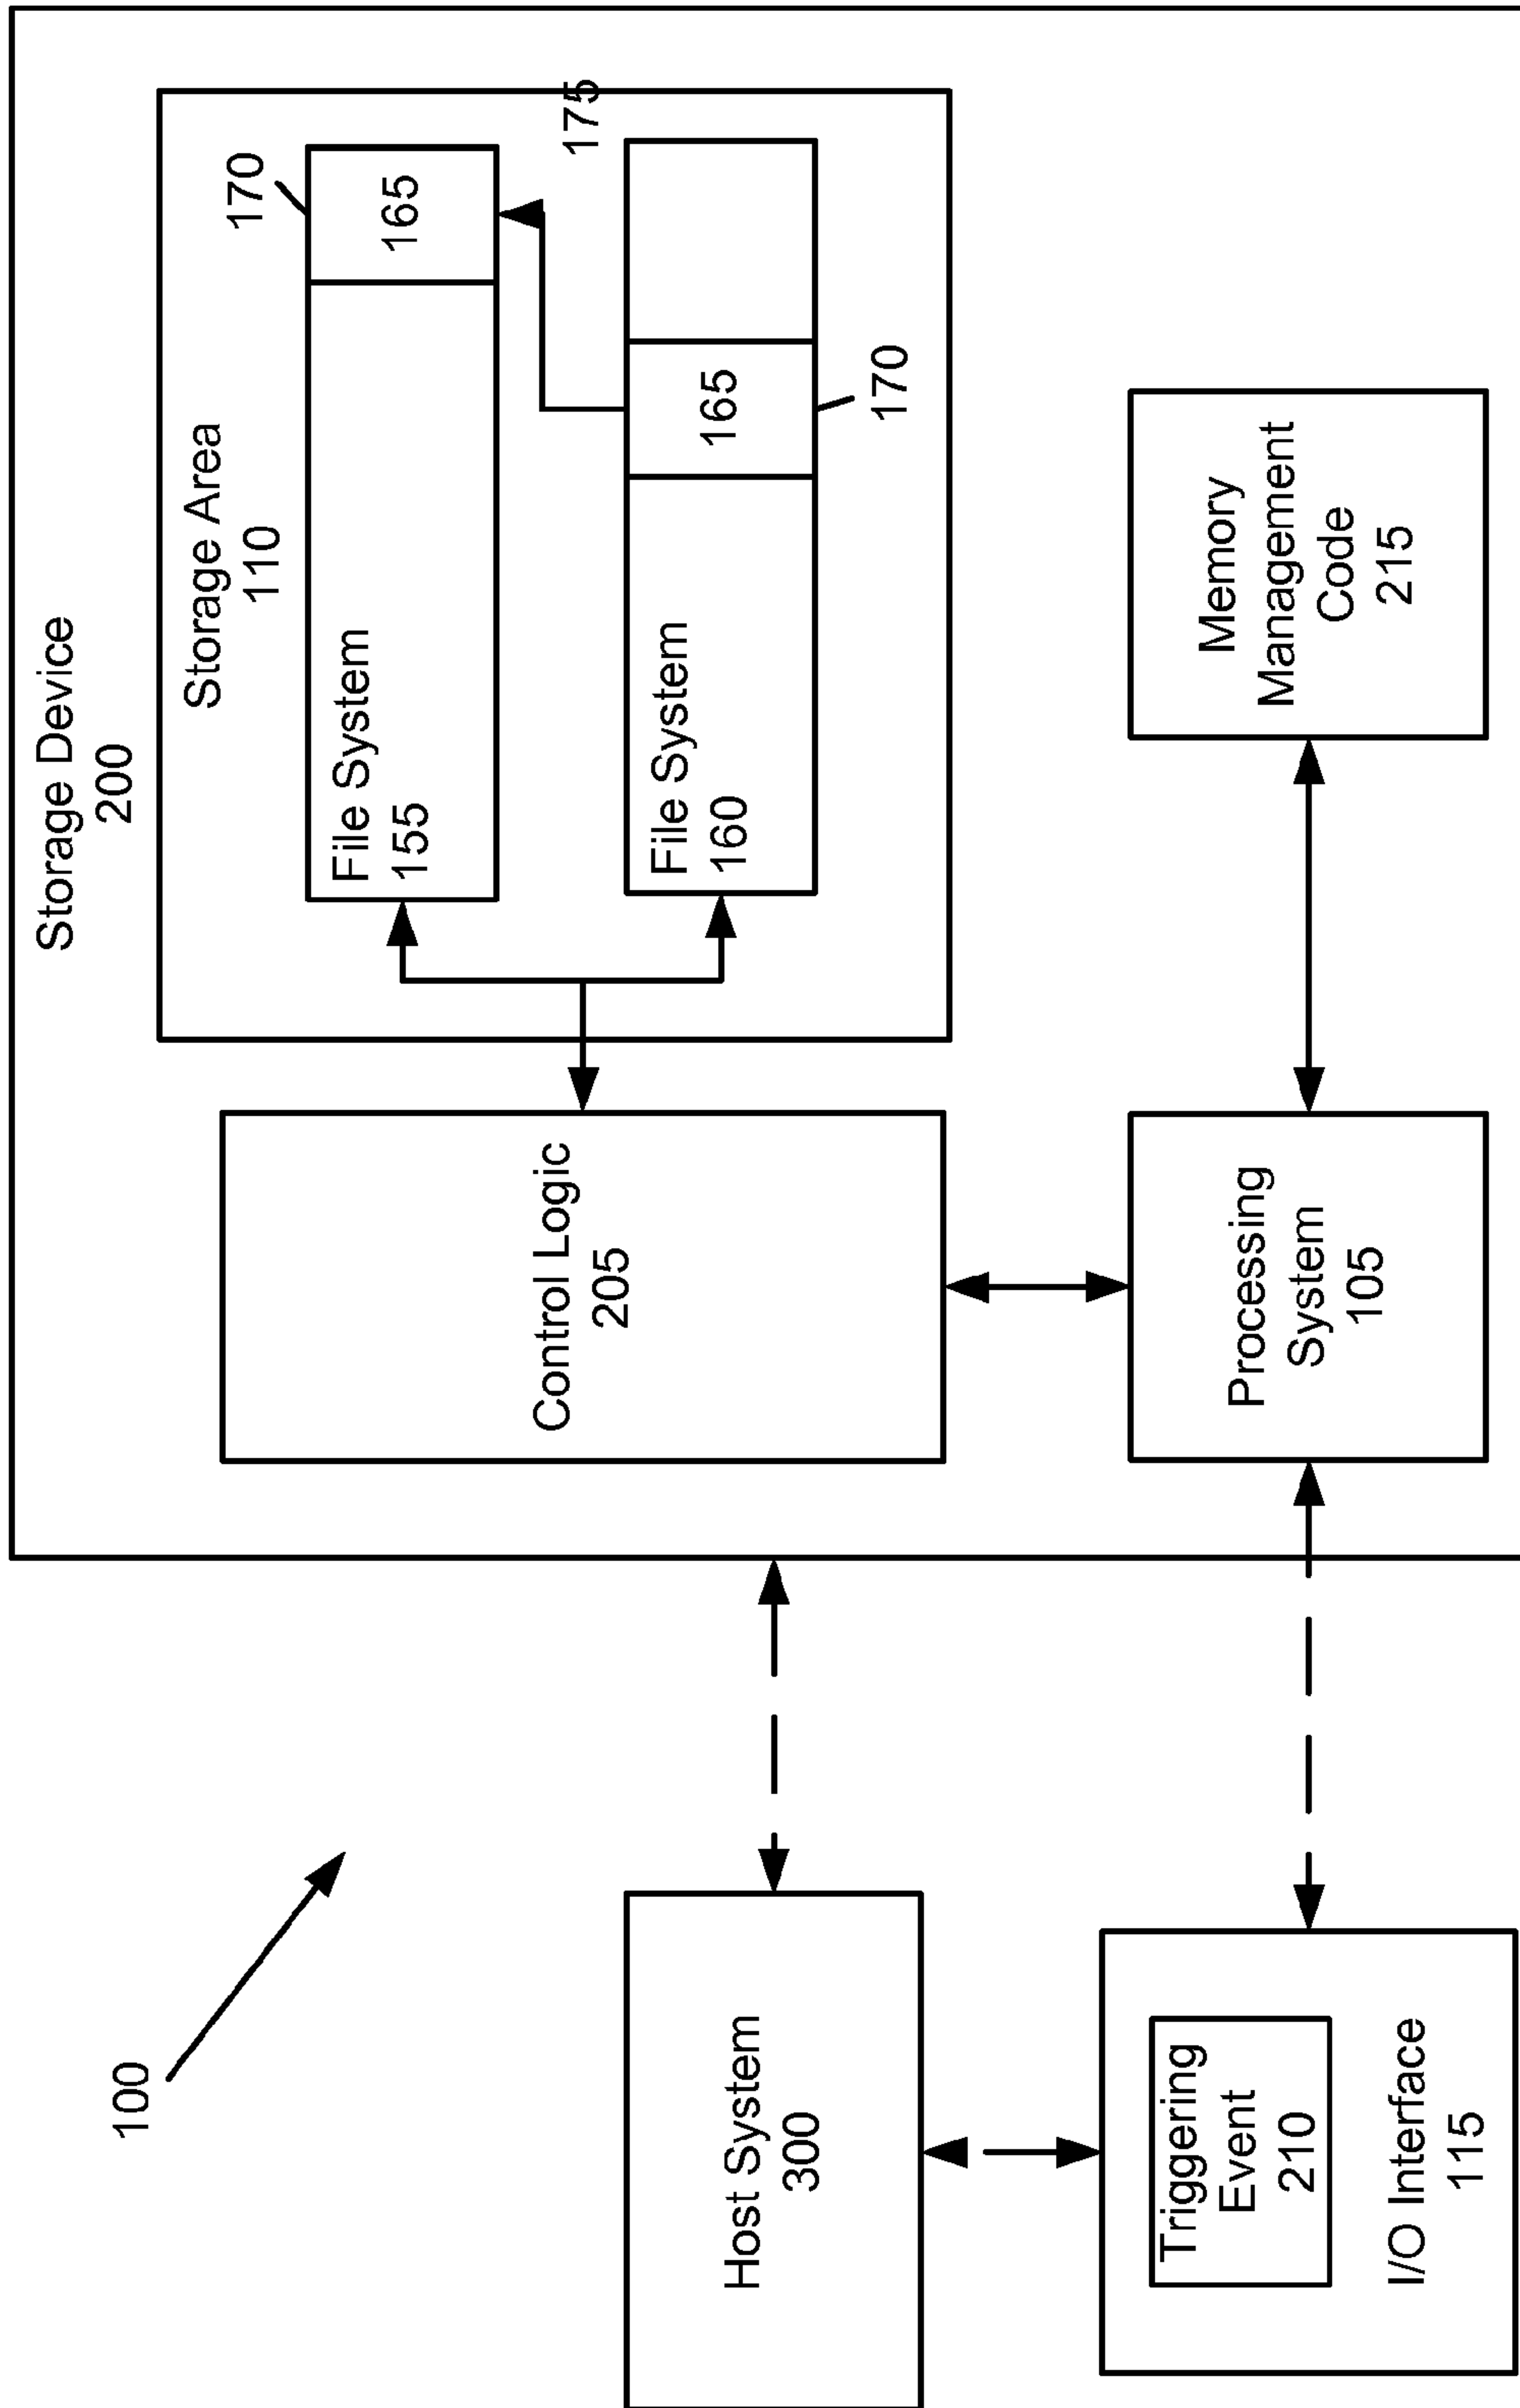 Storage Device
200
Storage Area
110
170
File System
155
165
175
File System
160
165
170
Control Logic
205
Processing
System
105
Memory
Management
Code
215
100
Host System
300
Triggering
Event
210
I/O Interface
115